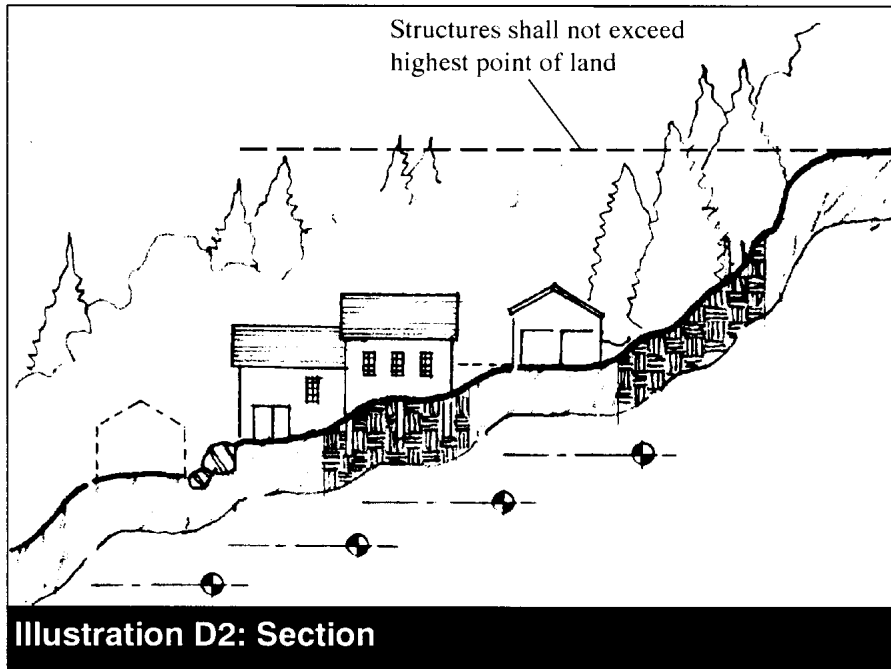 Structures shall not exceed
highest point of land
Illustration D2: Section